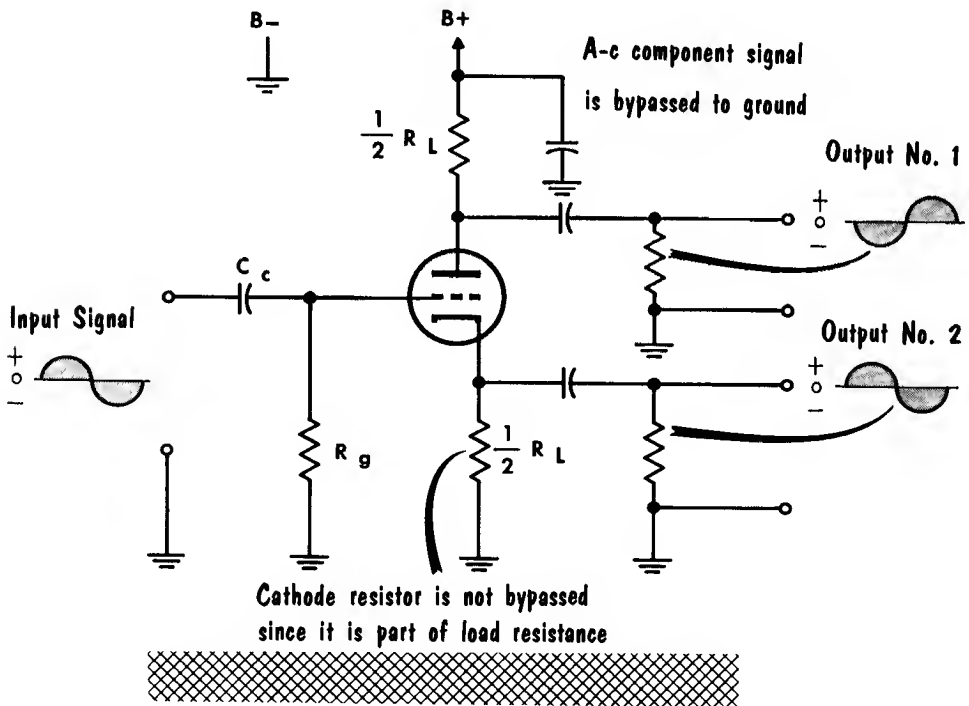 B-
B+
A-c component signal
is bypassed to ground
1/2 R L
Output No. 1
+
o
-
C c
Input Signal
+
o
-
Output No. 2
+
o
-
R g
1/2 R L
Cathode resistor is not bypassed
since it is part of load resistance